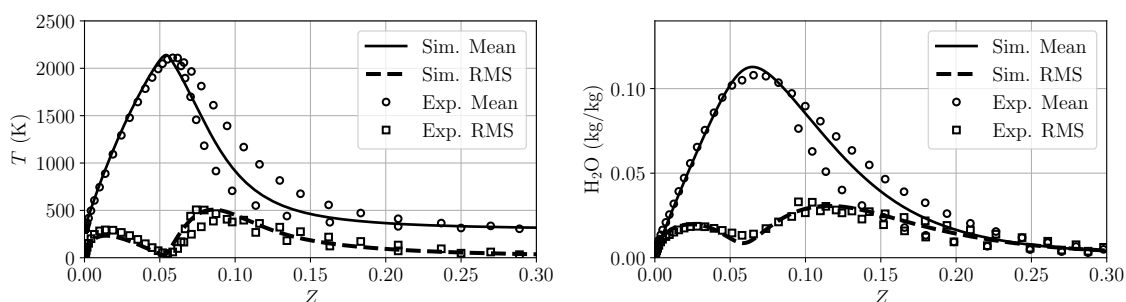 2500
2000
1500
1000
500
0
T (K)
0.00 0.05 0.10 0.15 0.20 0.25 0.30
Z
Sim. Mean
Sim. RMS
Exp. Mean
Exp. RMS
0.10
0.05
0.00
H₂O (kg/kg)
0.00 0.05 0.10 0.15 0.20 0.25 0.30
Z
Sim. Mean
Sim. RMS
Exp. Mean
Exp. RMS